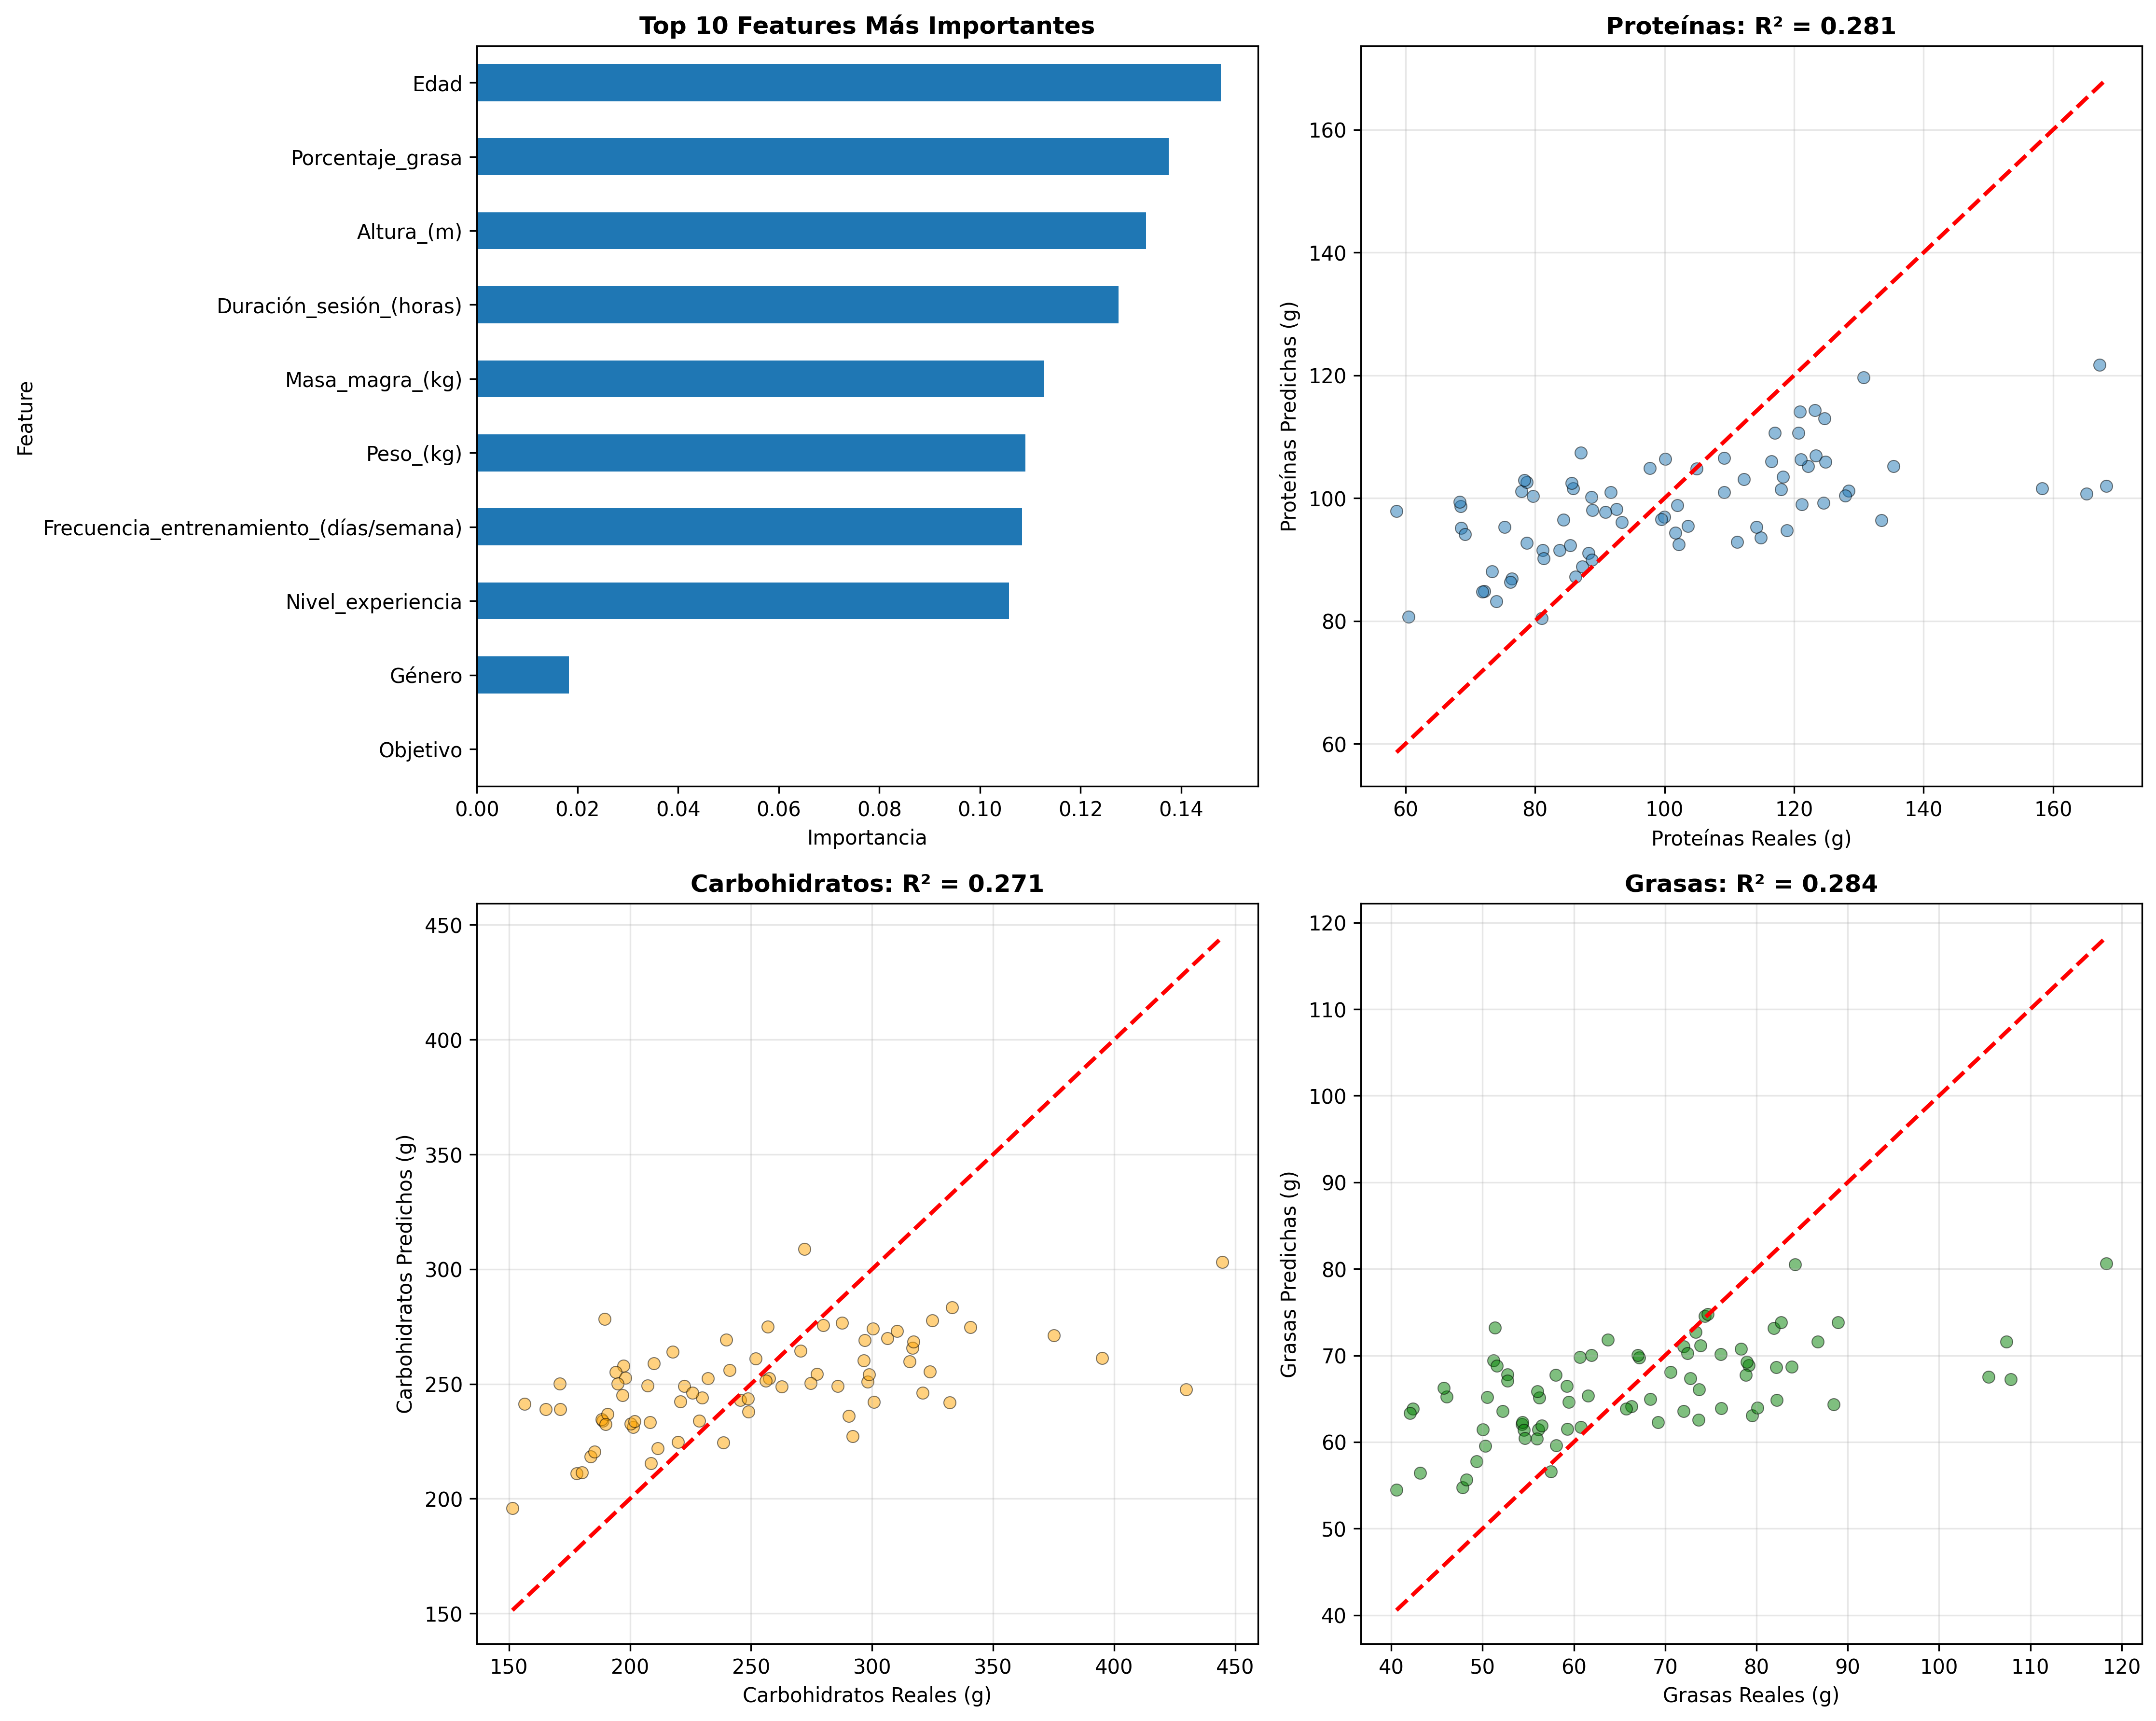 Top 10 Features Más Importantes
Feature
Edad
Porcentaje_grasa
Altura_(m)
Duración_sesión_(horas)
Masa_magra_(kg)
Peso_(kg)
Frecuencia_entrenamiento_(días/semana)
Nivel_experiencia
Género
Objetivo
0.00 0.02 0.04 0.06 0.08 0.10 0.12 0.14
Importancia
Proteínas: R² = 0.281
Proteínas Predichas (g)
160
140
120
100
80
60
60 80 100 120 140 160
Proteínas Reales (g)
Carbohidratos: R² = 0.271
Carbohidratos Predichos (g)
450
400
350
300
250
200
150
150 200 250 300 350 400 450
Carbohidratos Reales (g)
Grasas: R² = 0.284
Grasas Predichas (g)
120
110
100
90
80
70
60
50
40
40 50 60 70 80 90 100 110 120
Grasas Reales (g)